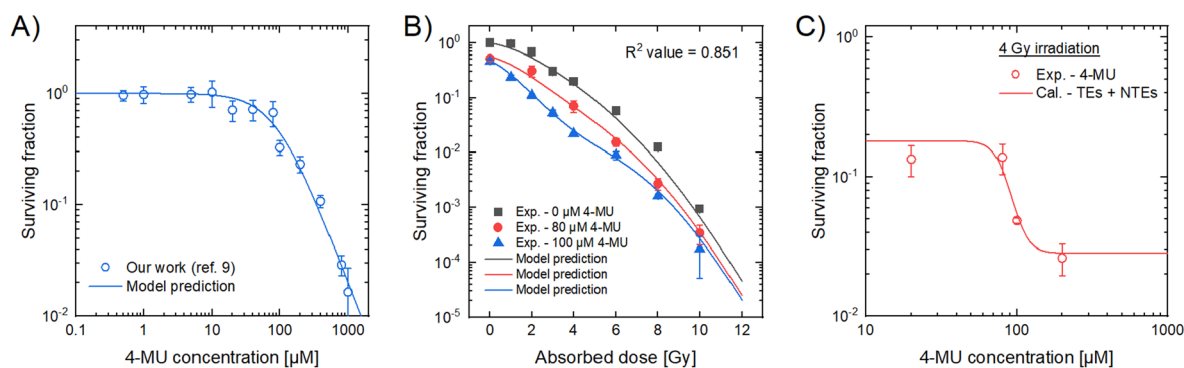 A)
Surviving fraction
10^1
10^0
10^-1
10^-2
0.1 1 10 100 1000
4-MU concentration [µM]
Our work (ref. 9)
Model prediction
B)
Surviving fraction
10^1
10^0
10^-1
10^-2
10^-3
10^-4
10^-5
0 2 4 6 8 10 12
Absorbed dose [Gy]
R² value = 0.851
Exp. - 0 µM 4-MU
Exp. - 80 µM 4-MU
Exp. - 100 µM 4-MU
Model prediction
Model prediction
Model prediction
C)
Surviving fraction
10^0
10^-1
10^-2
10 100 1000
4-MU concentration [µM]
4 Gy irradiation
Exp. - 4-MU
Cal. - TEs + NTEs